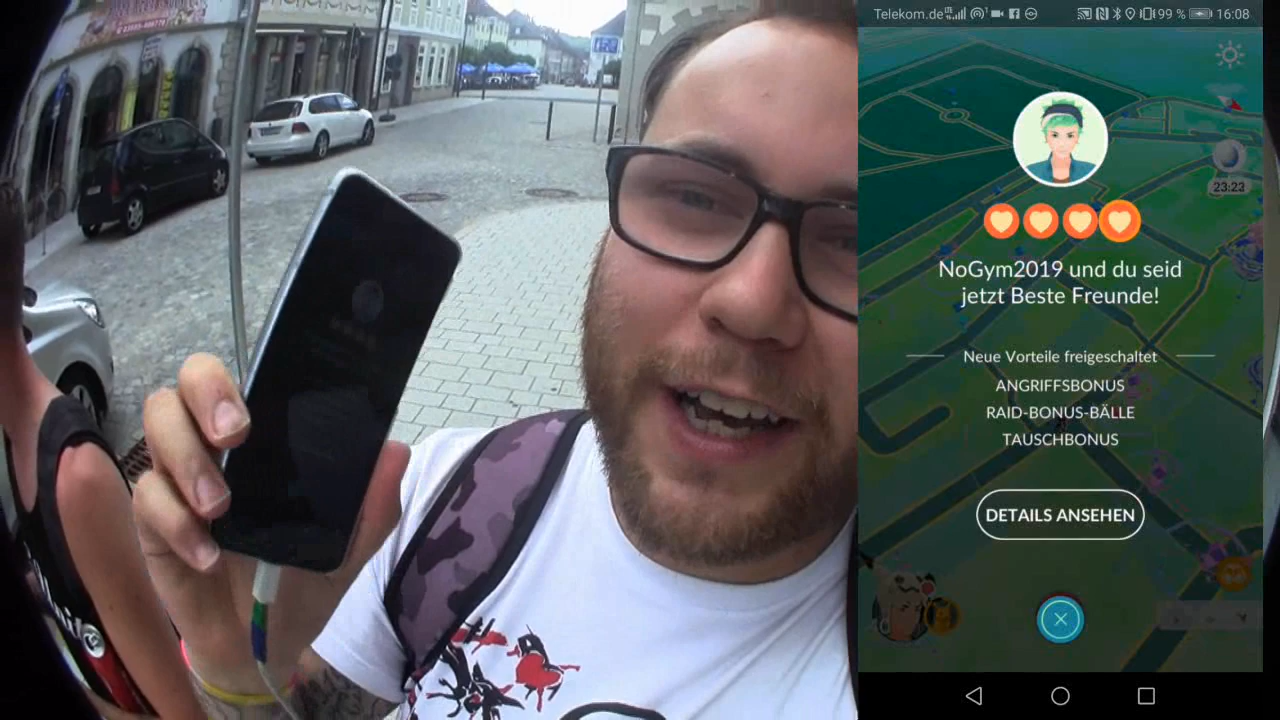 Telekom.de 99 % 16:08
23:23
NoGym2019 und du seid
jetzt Beste Freunde!
Neue Vorteile freigeschaltet
ANGRIFFSBONUS
RAID-BONUS-BÄLLE
TAUSCHBONUS
DETAILS ANSEHEN